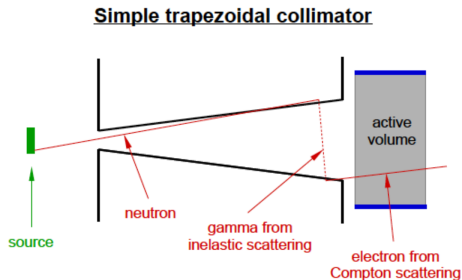 Simple trapezoidal collimator
active
volume
neutron
source
gamma from
inelastic scattering
electron from
Compton scattering